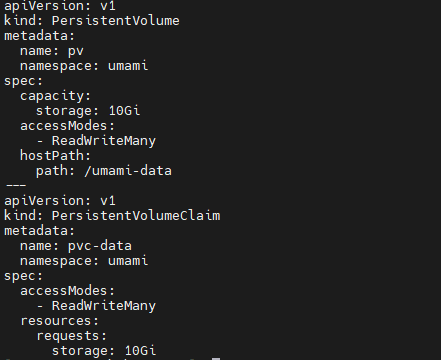 apiVersion: v1
kind: PersistentVolume
metadata:
  name: pv
  namespace: umami
spec:
  capacity:
    storage: 10Gi
  accessModes:
    - ReadWriteMany
  hostPath:
    path: /umami-data
---
apiVersion: v1
kind: PersistentVolumeClaim
metadata:
  name: pvc-data
  namespace: umami
spec:
  accessModes:
    - ReadWriteMany
  resources:
    requests:
      storage: 10Gi